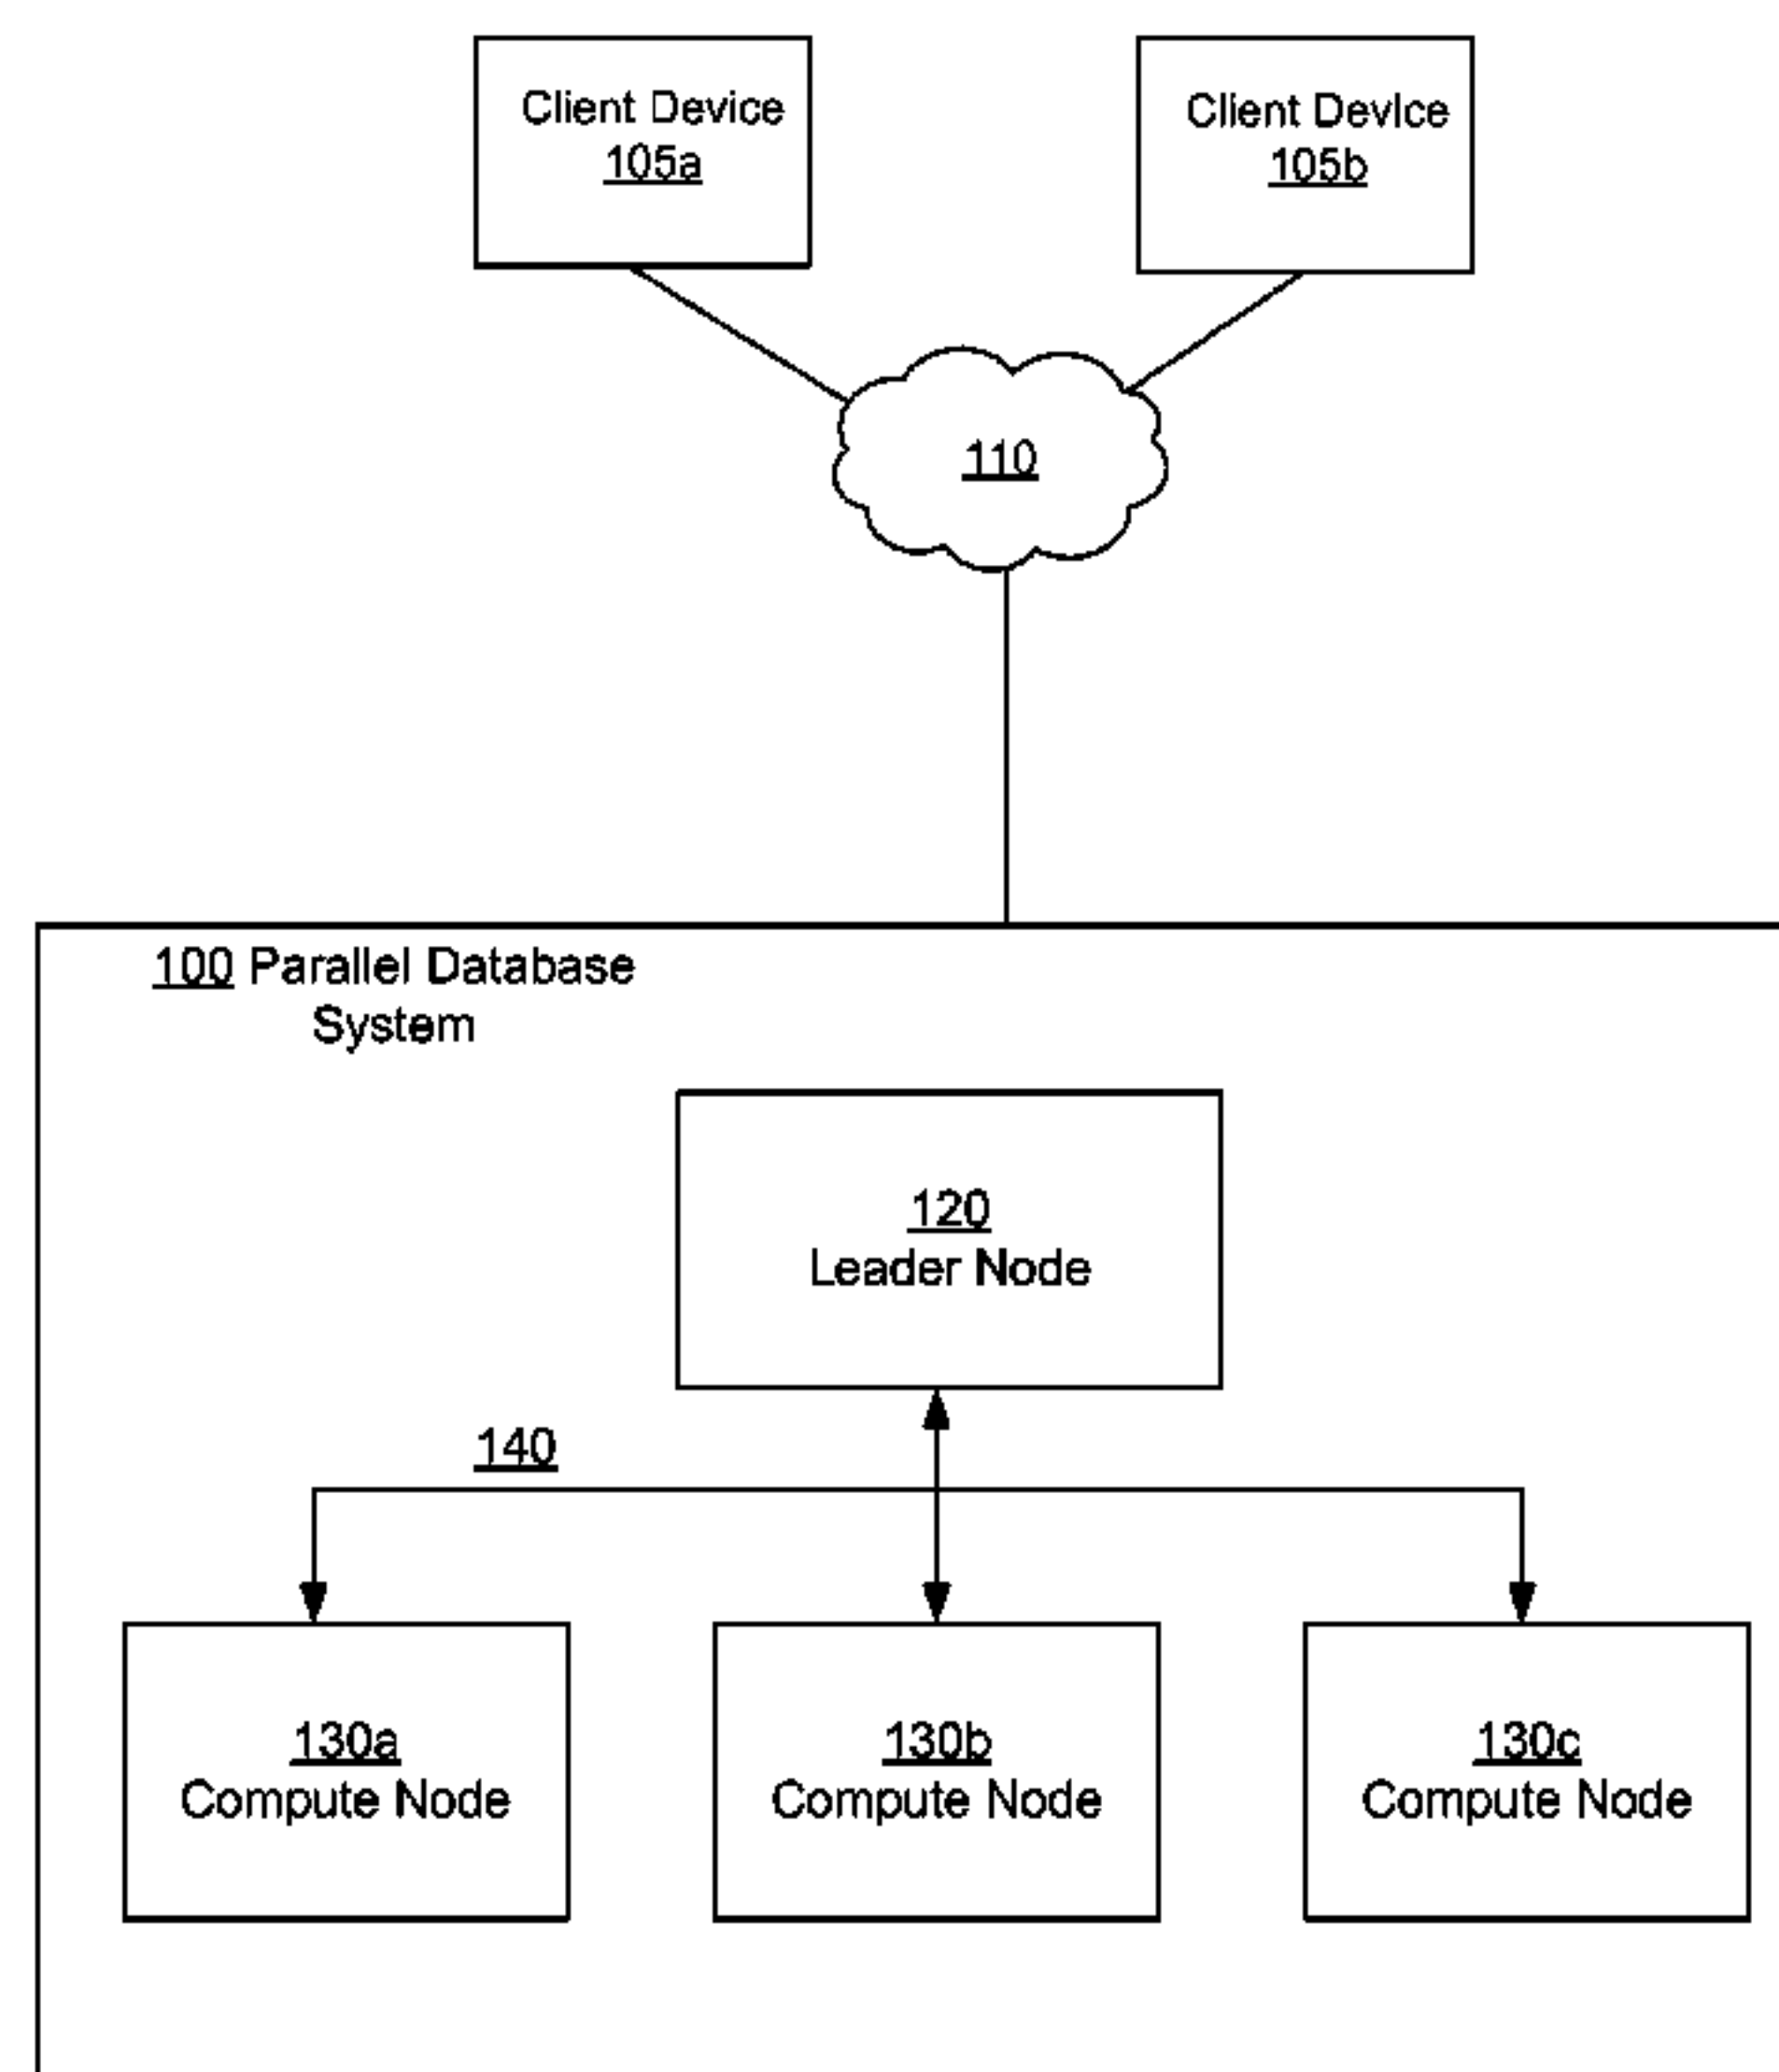 Client Device
105a
Client Device
105b
110
100 Parallel Database
System
120
Leader Node
140
130a
Compute Node
130b
Compute Node
130c
Compute Node